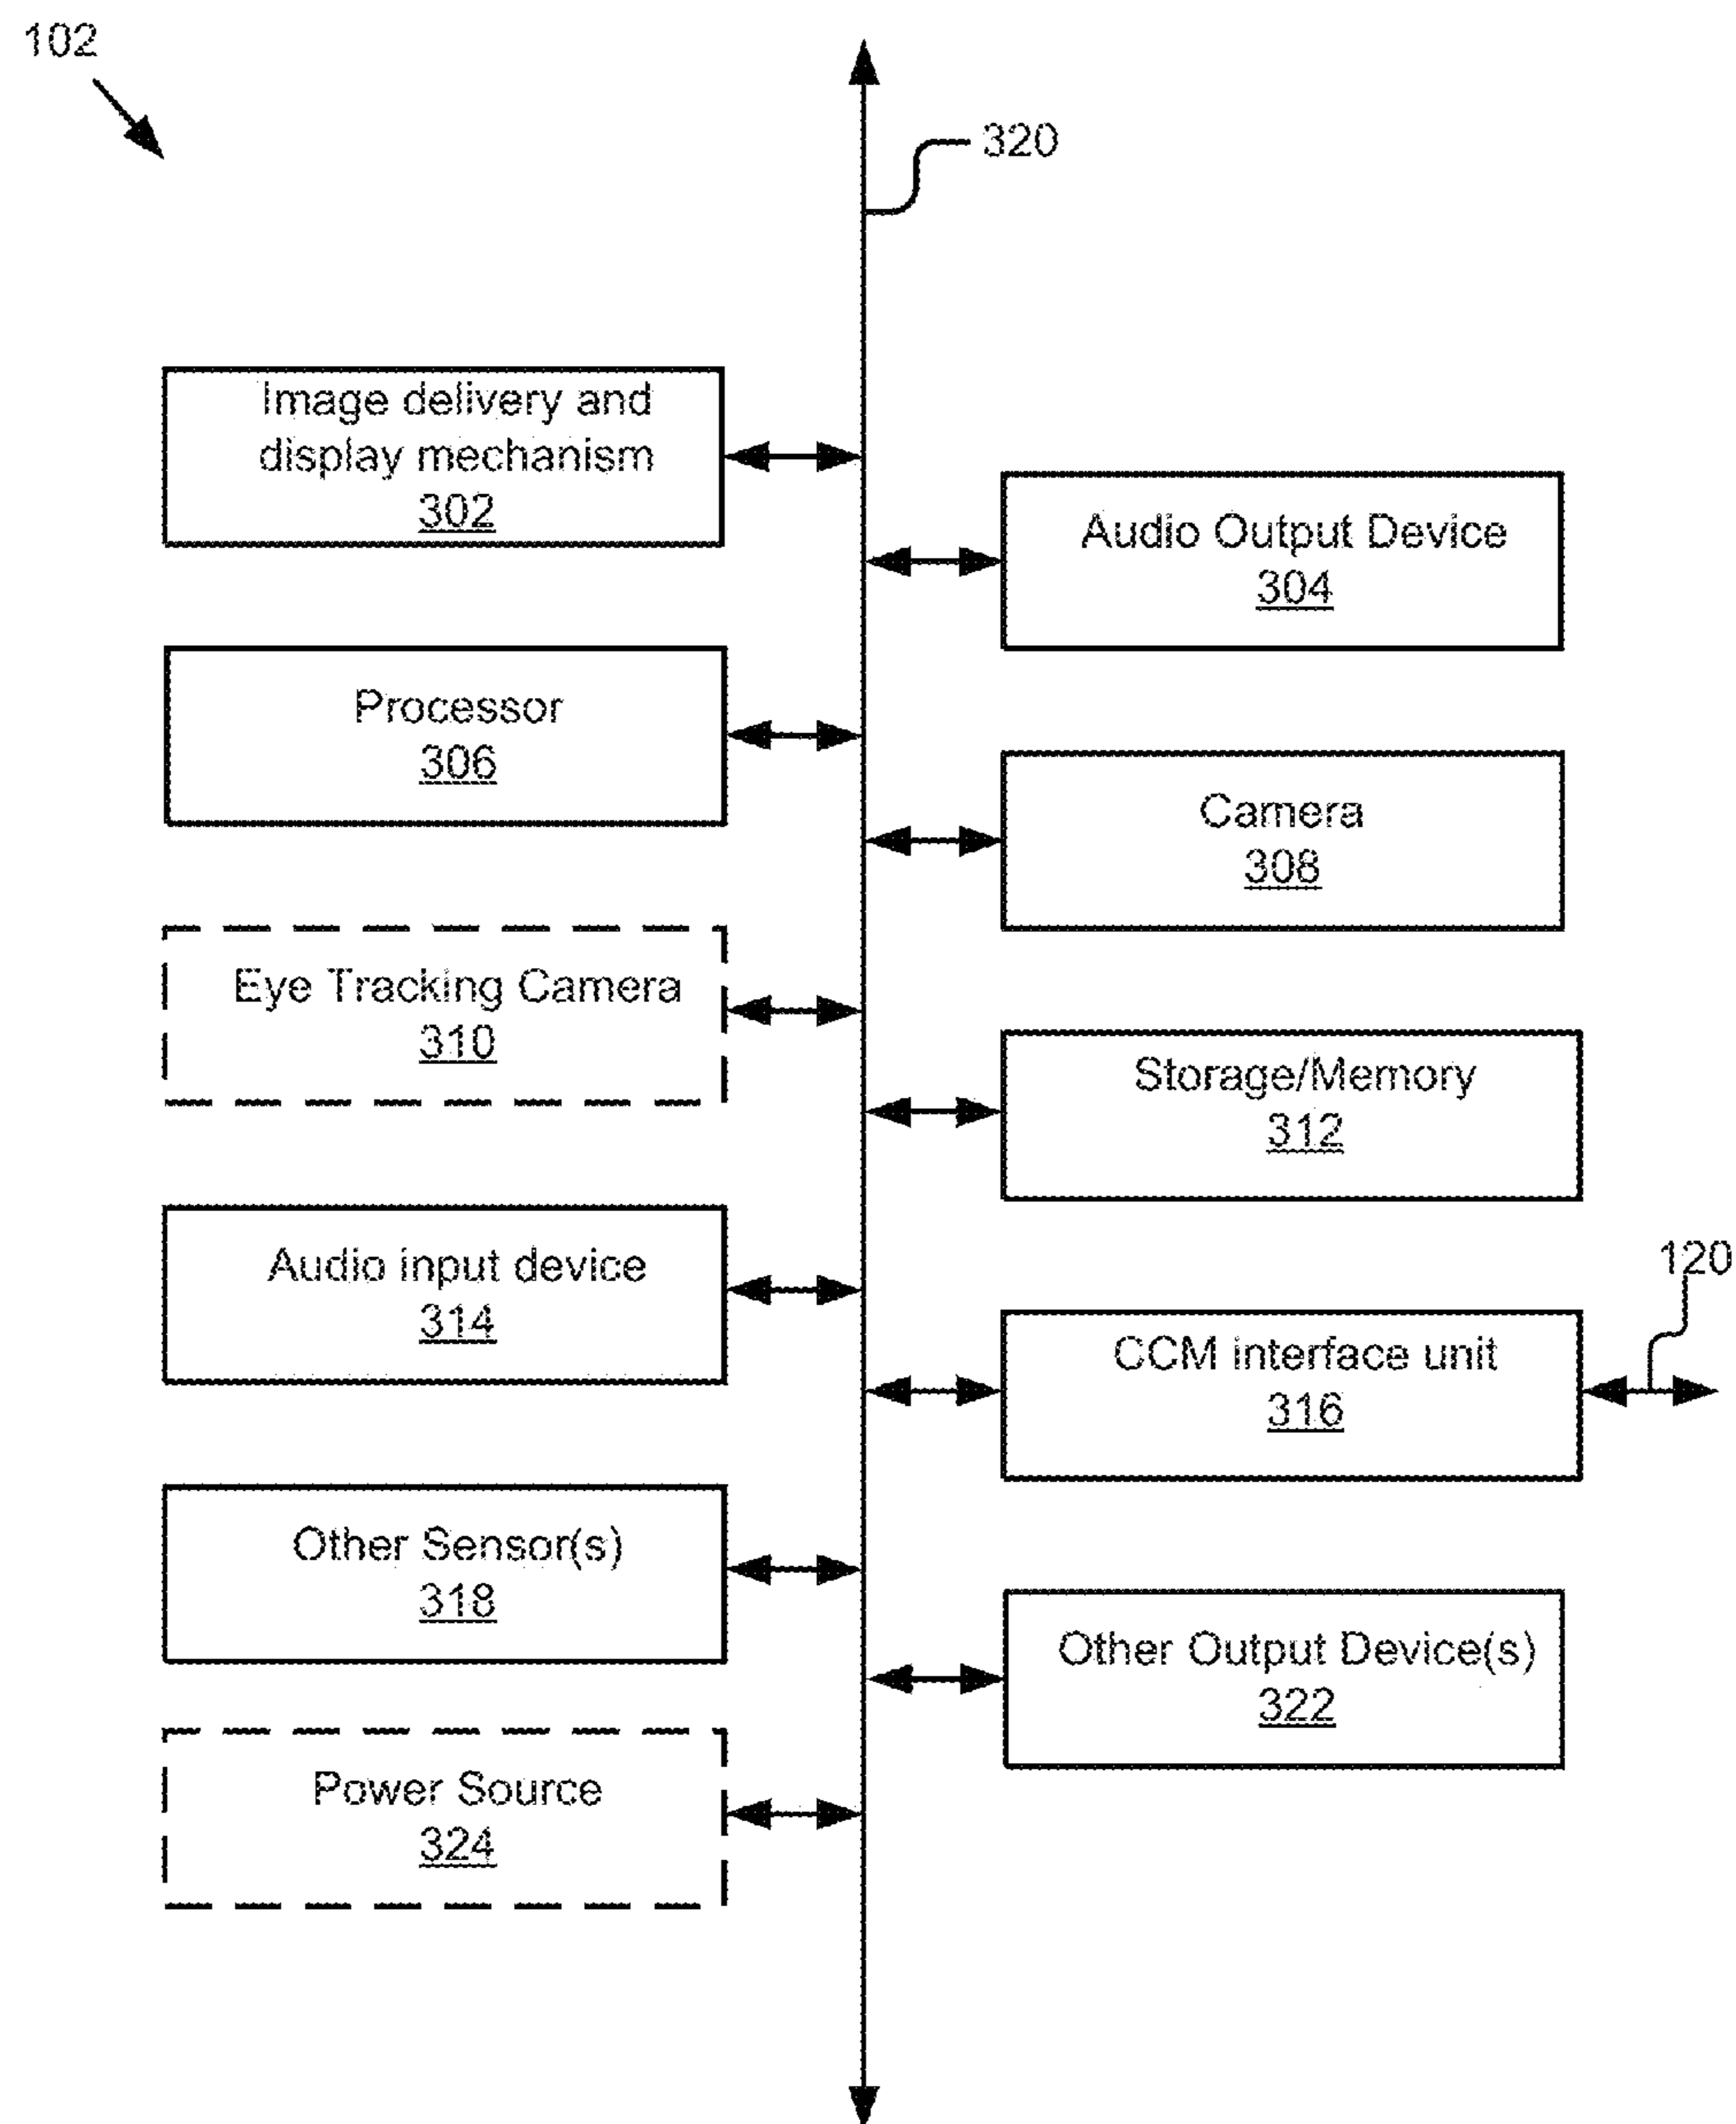 102
320
Image delivery and
display mechanism
302
Audio Output Device
304
Processor
306
Camera
308
Eye Tracking Camera
310
Storage/Memory
312
Audio input device
314
120
CCM interface unit
316
Other Sensor(s)
318
Other Output Device(s)
322
Power Source
324